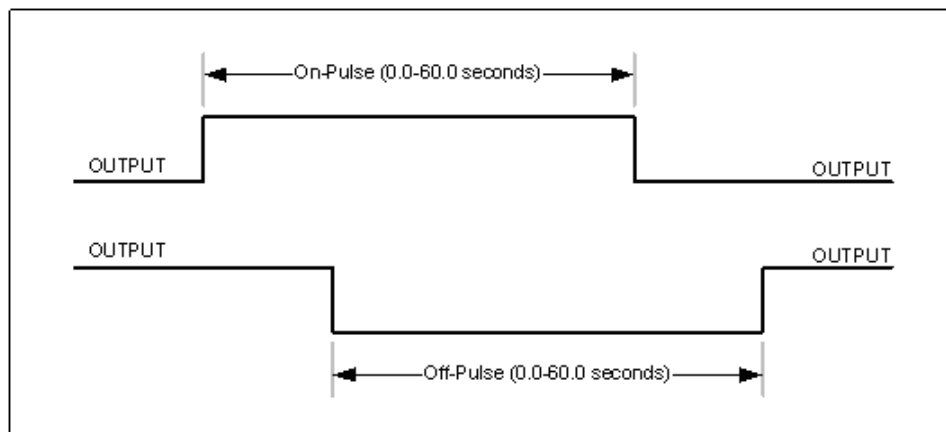 On-Pulse (0.0-60.0 seconds)
OUTPUT
OUTPUT
OUTPUT
OUTPUT
Off-Pulse (0.0-60.0 seconds)